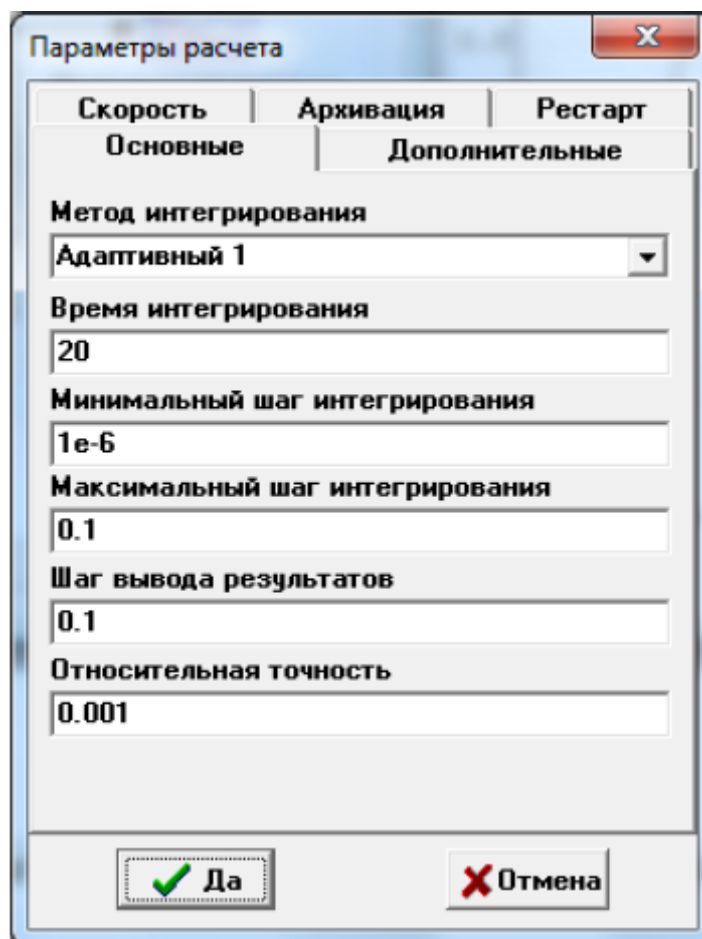 Параметры расчета
Скорость Архивация Рестарт
Основные Дополнительные
Метод интегрирования
Адаптивный 1
Время интегрирования
20
Минимальный шаг интегрирования
1e-6
Максимальный шаг интегрирования
0.1
Шаг вывода результатов
0.1
Относительная точность
0.001
Да Отмена